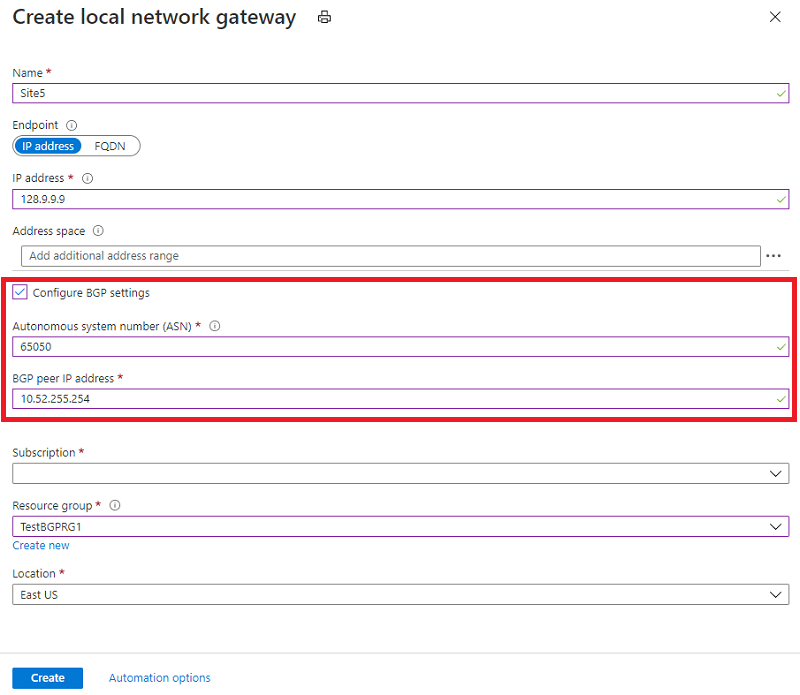 Create local network gateway
Name *
Site5
Endpoint
IP address FQDN
IP address *
128.9.9.9
Address space
Add additional address range
Configure BGP settings
Autonomous system number (ASN) *
65050
BGP peer IP address *
10.52.255.254
Subscription *
Resource group *
TestBGPRG1
Create new
Location *
East US
Create Automation options